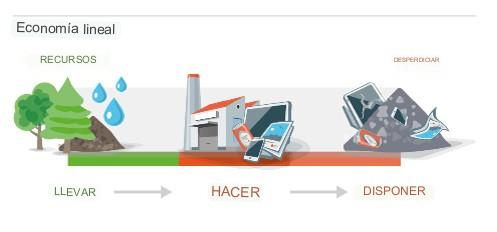 Economía lineal
RECURSOS
DESPERDICIAR
LLEVAR
HACER
DISPONER